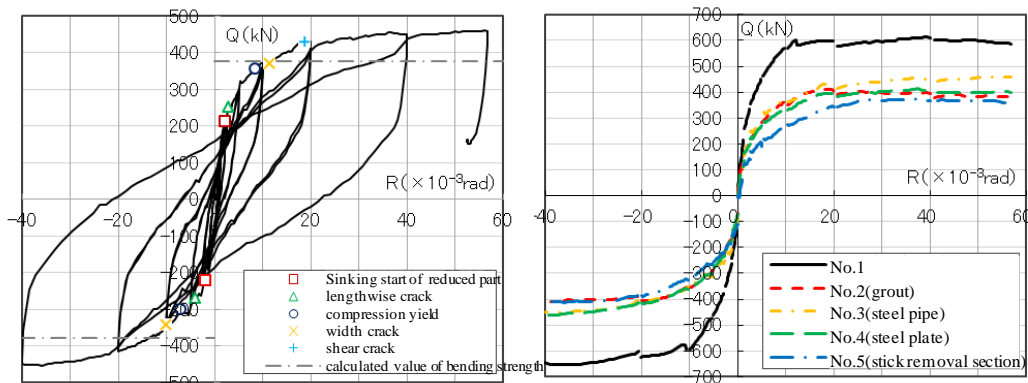 500
Q(kN)
400
300
200
100
R(×10⁻³rad)
0
-40
-20
0
20
40
60
-100
-200
-300
-400
-500
Sinking start of reduced part
lengthwise crack
compression yield
width crack
shear crack
calculated value of bending strength
700
Q(kN)
600
500
400
300
200
100
R(×10⁻³rad)
0
-40
-20
0
20
40
60
-100
-200
-300
-400
-500
-600
-700
No.1
No.2(grout)
No.3(steel pipe)
No.4(steel plate)
No.5(stick removal section)